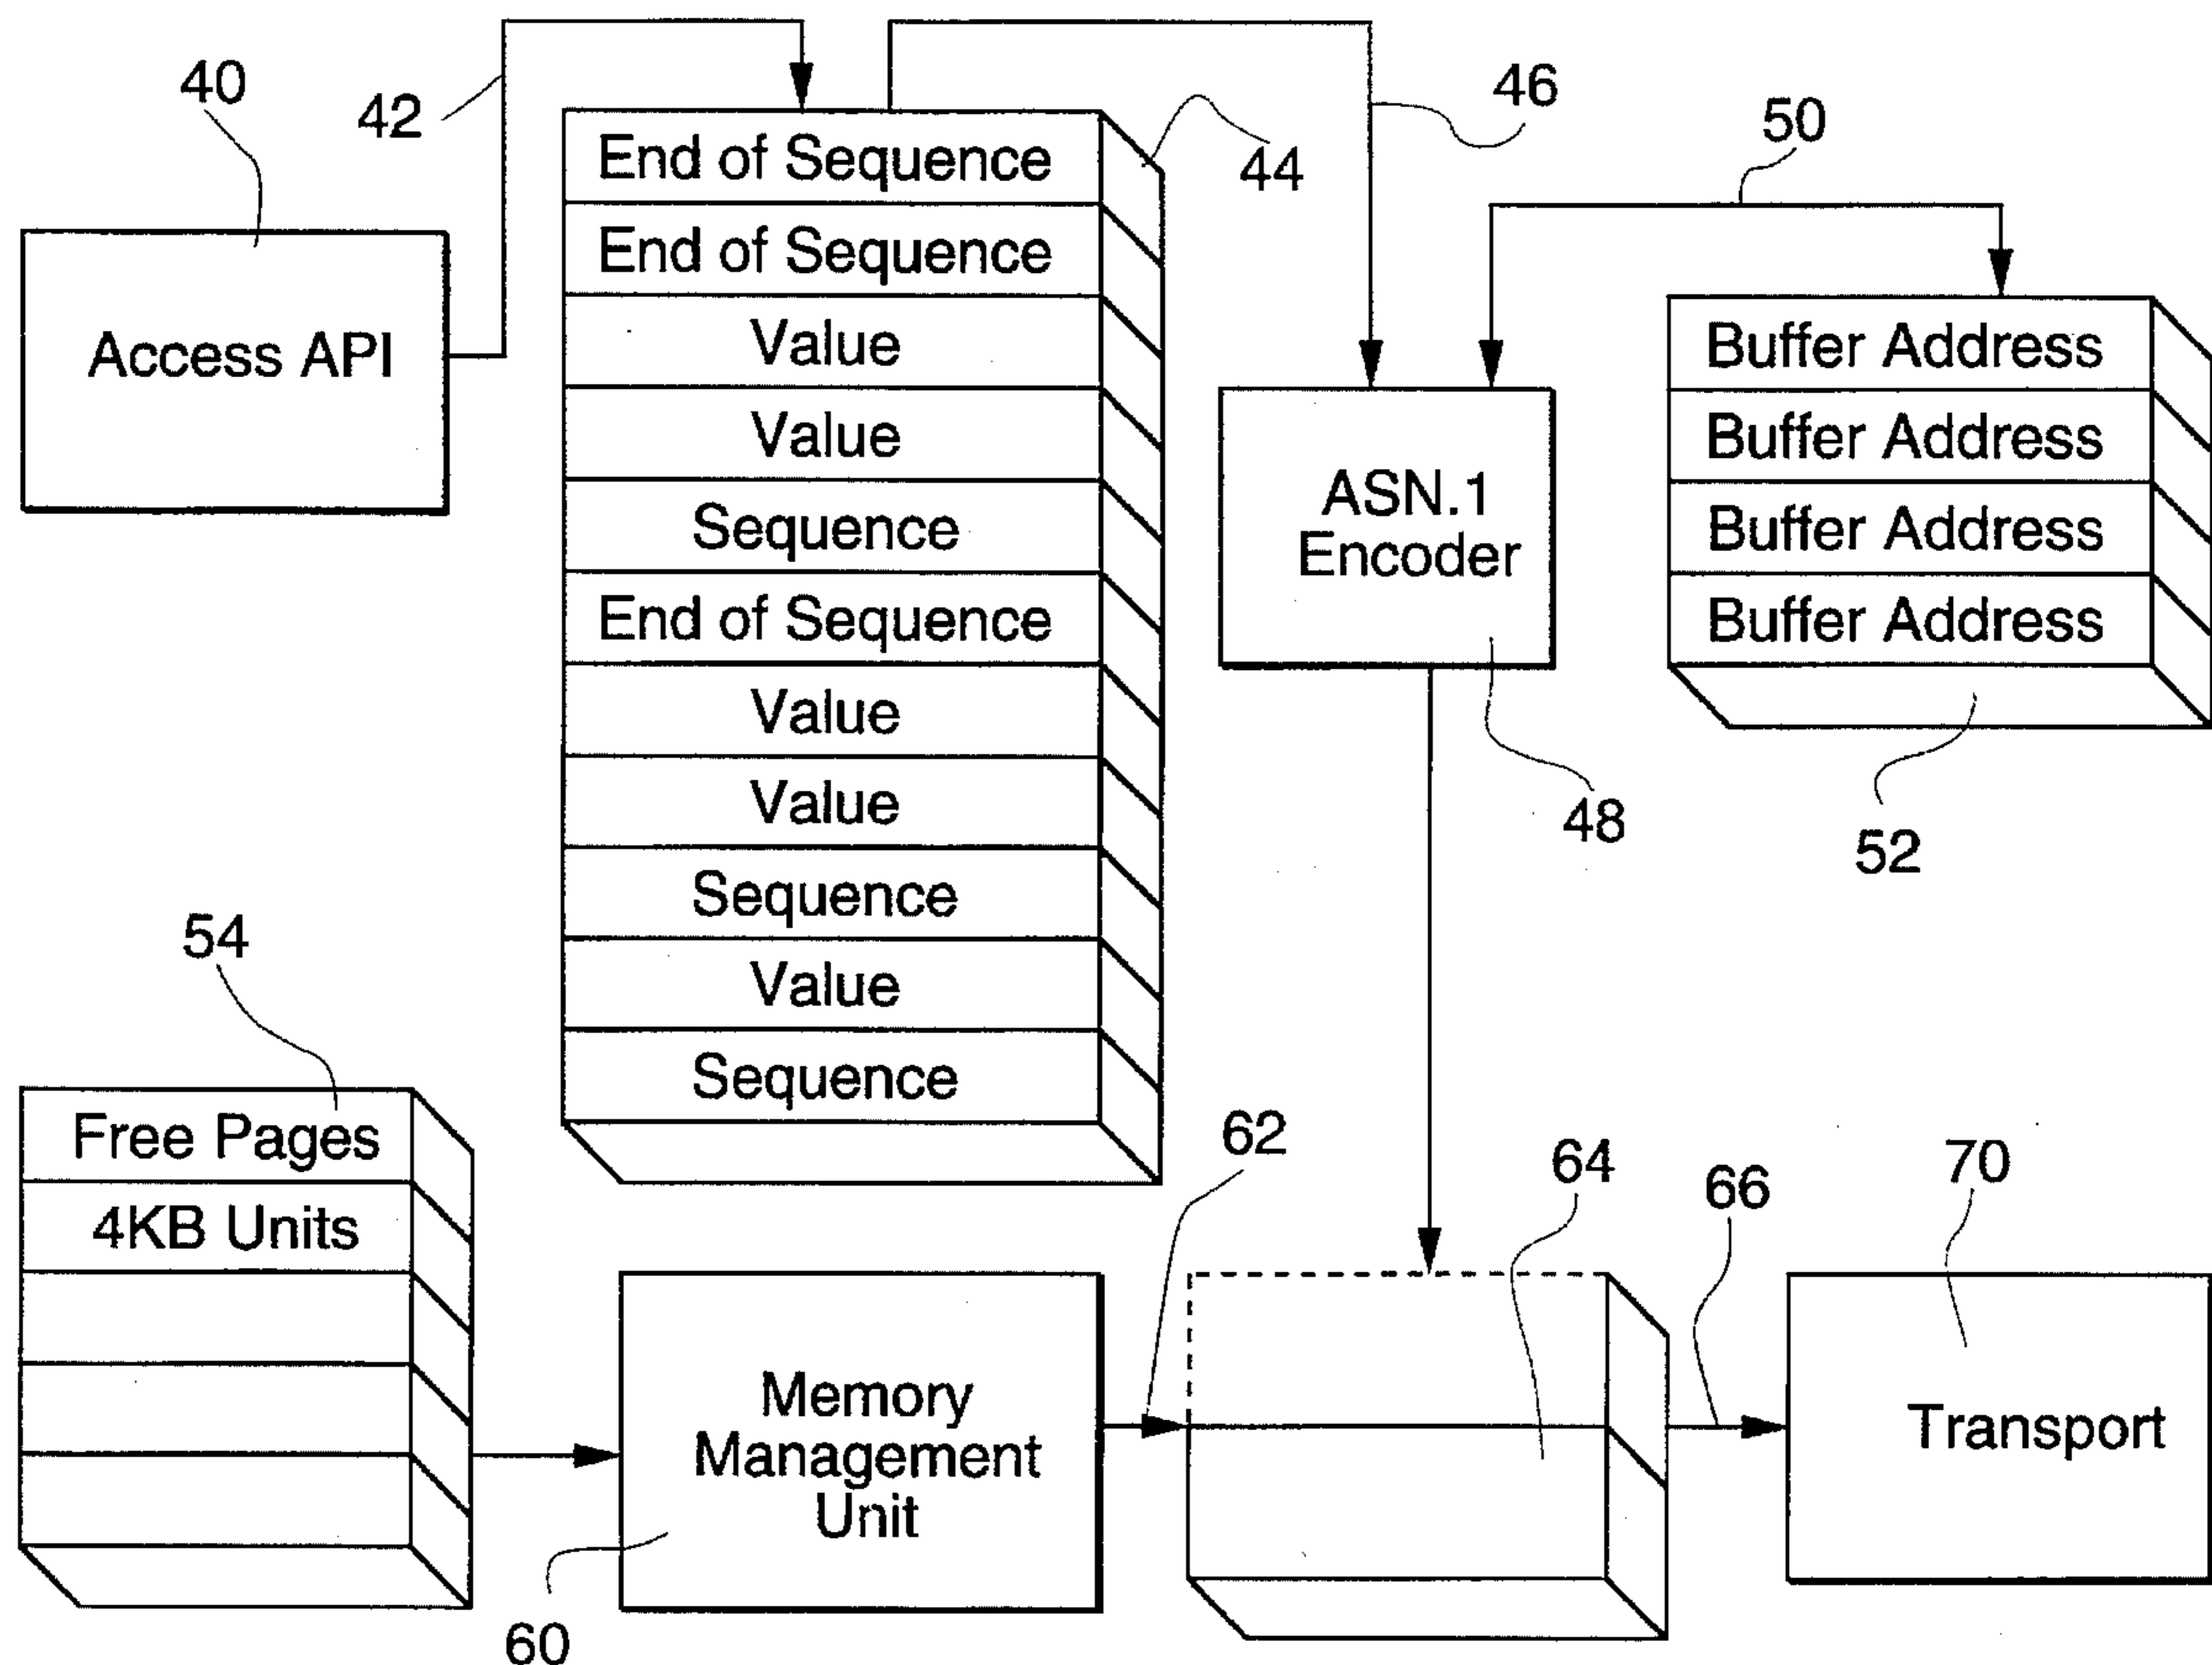 40
42
46
50
44
End of Sequence
End of Sequence
Value
Value
Sequence
End of Sequence
Value
Value
Sequence
Value
Sequence
Access API
ASN.1
Encoder
48
Buffer Address
Buffer Address
Buffer Address
Buffer Address
52
54
Free Pages
4KB Units
60
Memory
Management
Unit
62
64
66
70
Transport